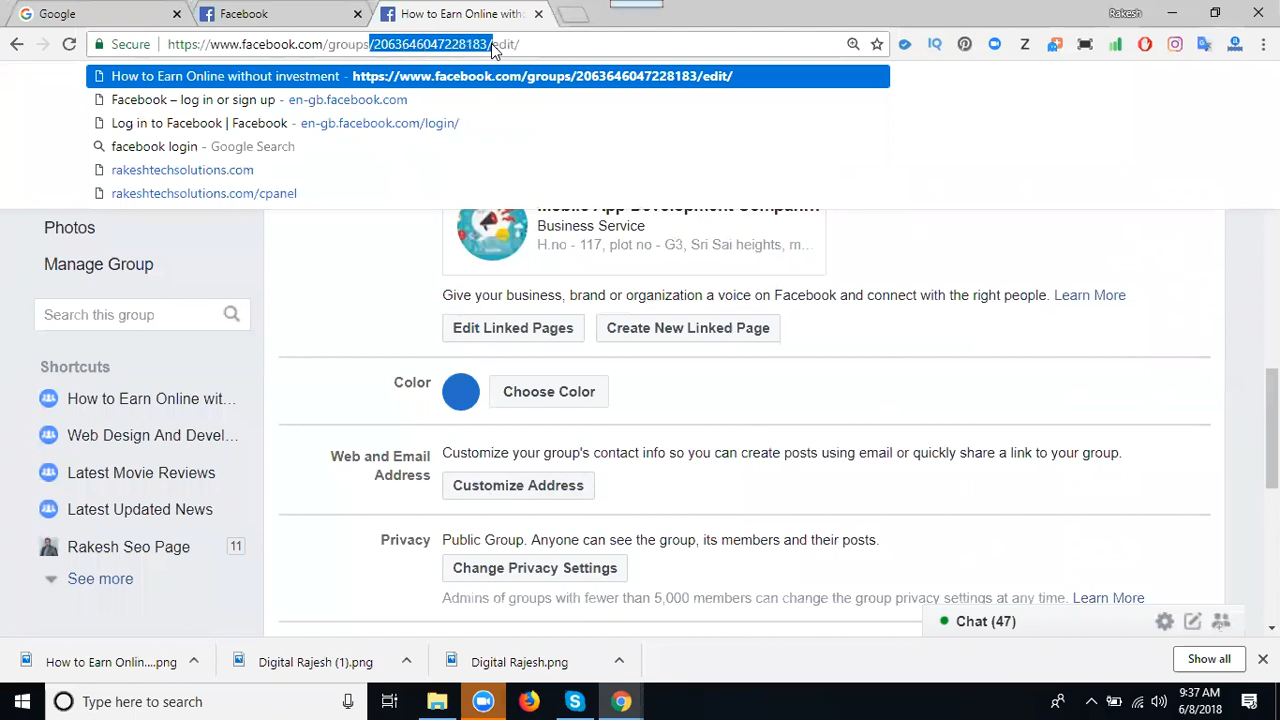 Google
Facebook
How to Earn Online with
Rakesh
Secure
https://www.facebook.com/groups/2063646047228183/edit/
How to Earn Online without investment - https://www.facebook.com/groups/2063646047228183/edit/
Facebook – log in or sign up - en-gb.facebook.com
Log in to Facebook | Facebook - en-gb.facebook.com/login/
facebook login - Google Search
rakeshtechsolutions.com
rakeshtechsolutions.com/cpanel
Mobile App Development Compan...
Photos
Business Service
H.no - 117, plot no - G3, Sri Sai heights, m...
Manage Group
Give your business, brand or organization a voice on Facebook and connect with the right people. Learn More
Search this group
Edit Linked Pages
Create New Linked Page
Shortcuts
Color
Choose Color
How to Earn Online wit...
Web Design And Devel...
Web and Email
Address
Customize your group's contact info so you can create posts using email or quickly share a link to your group.
Latest Movie Reviews
Customize Address
Latest Updated News
Privacy
Public Group. Anyone can see the group, its members and their posts.
Rakesh Seo Page
11
Change Privacy Settings
See more
Admins of groups with fewer than 5,000 members can change the group privacy settings at any time. Learn More
Chat (47)
How to Earn Onlin....png
Digital Rajesh (1).png
Digital Rajesh.png
Show all
Type here to search
9:37 AM
6/8/2018